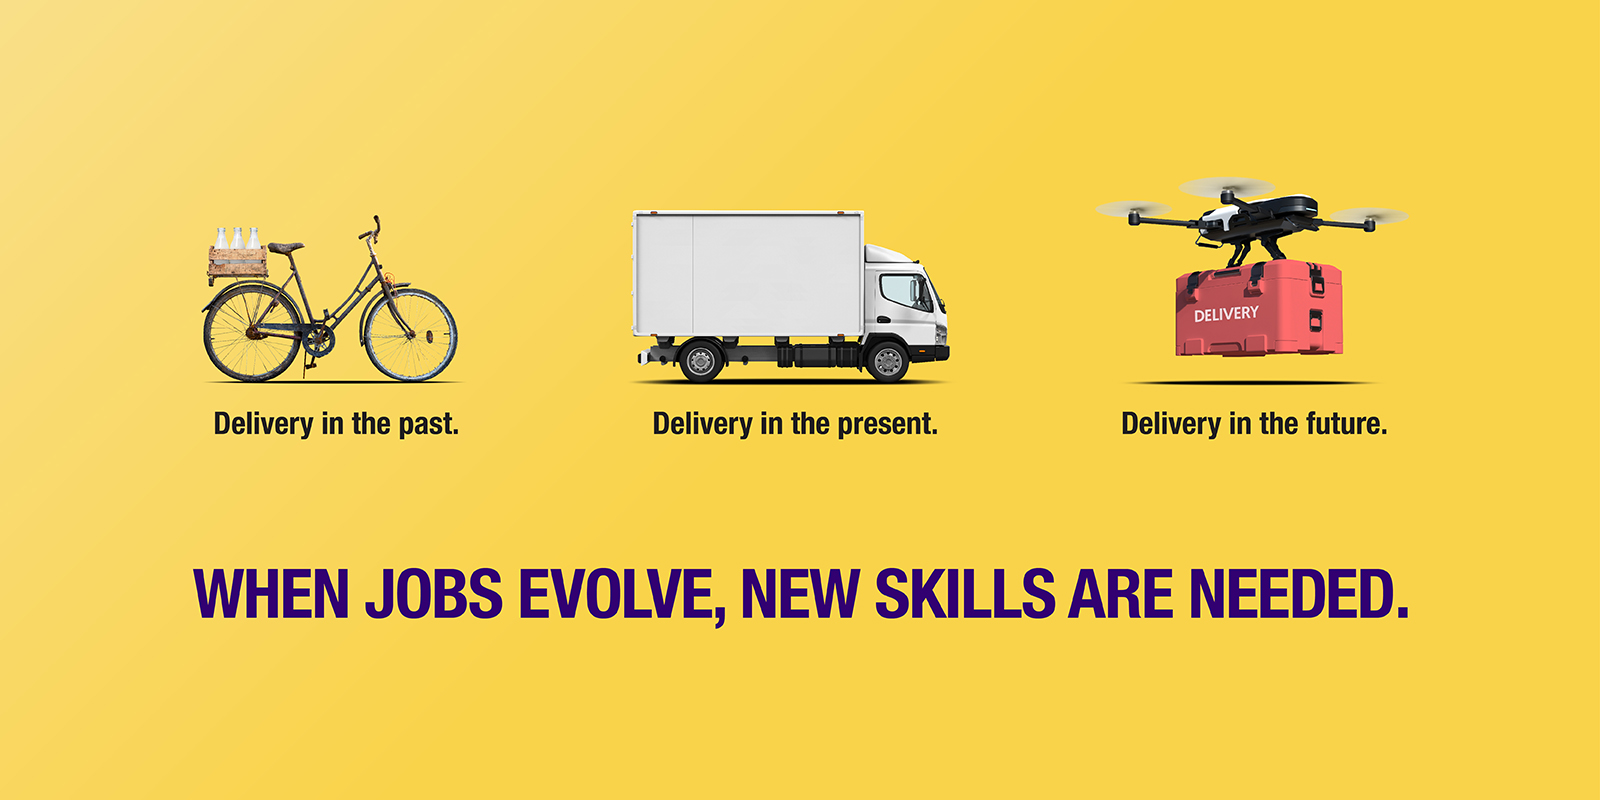 DELIVERY
Delivery in the past.
Delivery in the present.
Delivery in the future.
WHEN JOBS EVOLVE, NEW SKILLS ARE NEEDED.